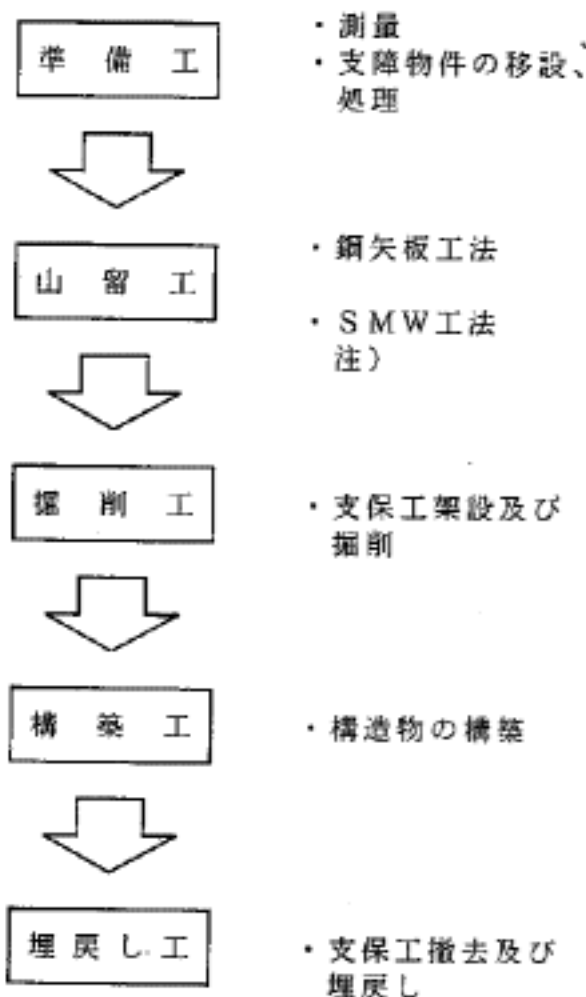 準備工
・測量
・支障物件の移設、
処理
山留工
・鋼矢板工法
・SMW工法
注）
掘削工
・支保工架設及び
掘削
構築工
・構造物の構築
埋戻し工
・支保工撤去及び
埋戻し